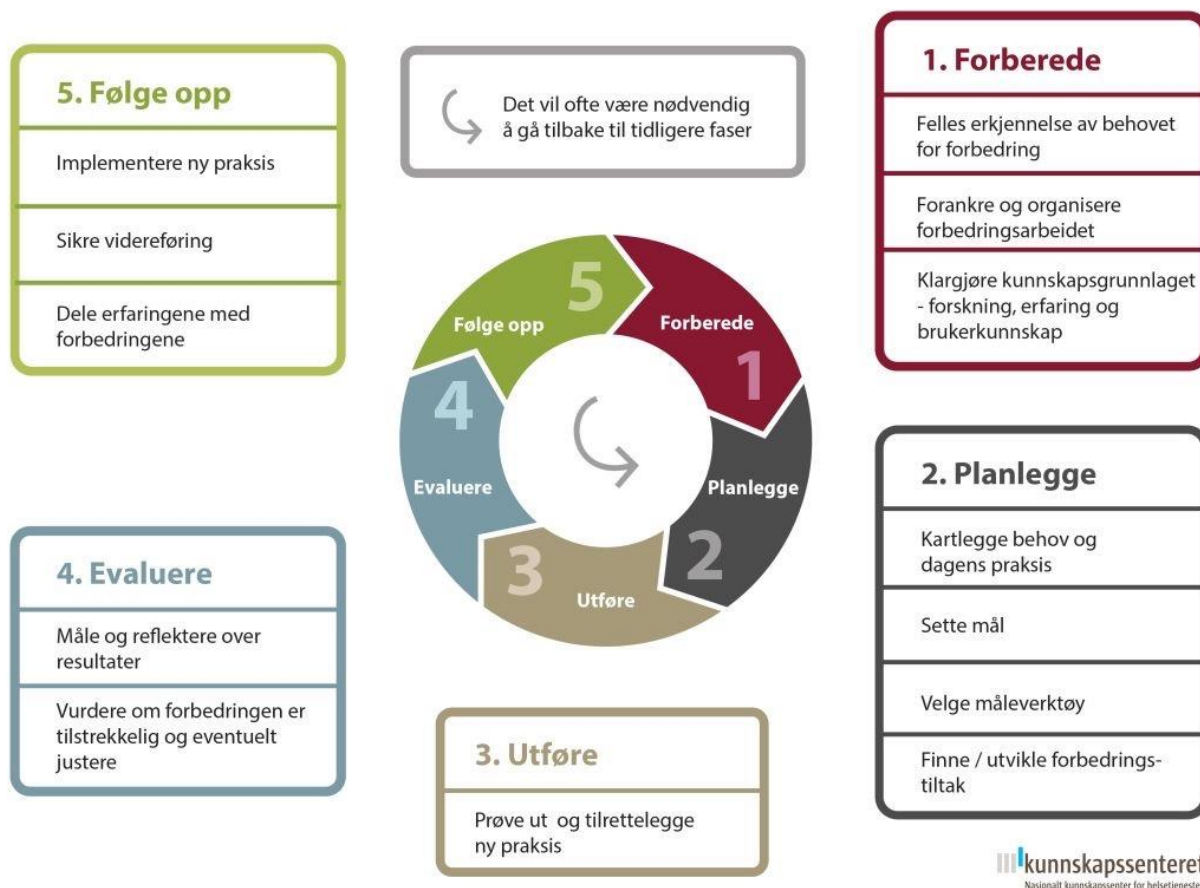 5. Følge opp
Implementere ny praksis
Sikre videreføring
Dele erfaringene med
forbedringene
Det vil ofte være nødvendig
å gå tilbake til tidligere faser
1. Forberede
Felles erkjennelse av behovet
for forbedring
Forankre og organisere
forbedringsarbeidet
Klargjøre kunnskapsgrunnlaget
- forskning, erfaring og
brukerkunnskap
5
Følge opp
Forberede
1
4
Evaluere
Planlegge
2
3
Utføre
2. Planlegge
Kartlegge behov og
dagens praksis
Sette mål
Velge måleverktøy
Finne / utvikle forbedrings-
tiltak
4. Evaluere
Måle og reflektere over
resultater
Vurdere om forbedringen er
tilstrekkelig og eventuelt
justere
3. Utføre
Prøve ut og tilrettelegge
ny praksis
kunnskapssenteret
Nasjonalt kunnskapssenter for helsetjenesten